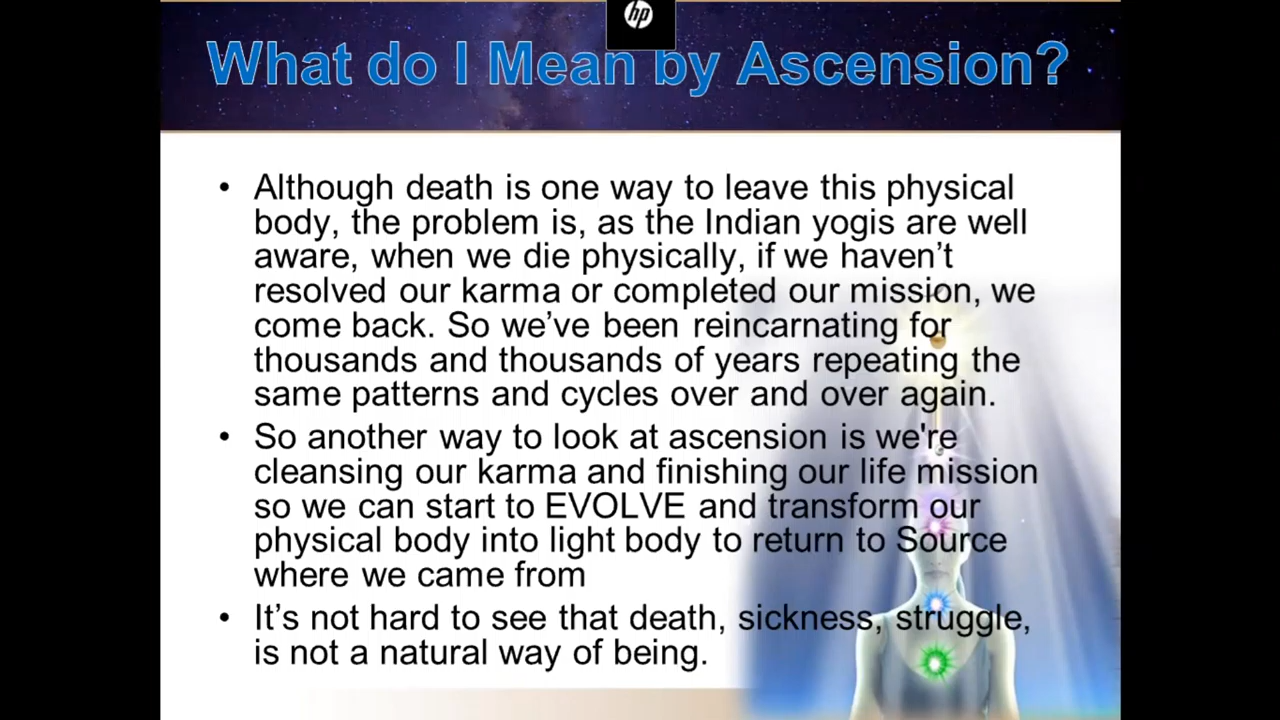 hp
What do I Mean by Ascension?
• Although death is one way to leave this physical
body, the problem is, as the Indian yogis are well
aware, when we die physically, if we haven’t
resolved our karma or completed our mission, we
come back. So we’ve been reincarnating for
thousands and thousands of years repeating the
same patterns and cycles over and over again.
• So another way to look at ascension is we're
cleansing our karma and finishing our life mission
so we can start to EVOLVE and transform our
physical body into light body to return to Source
where we came from
• It’s not hard to see that death, sickness, struggle,
is not a natural way of being.